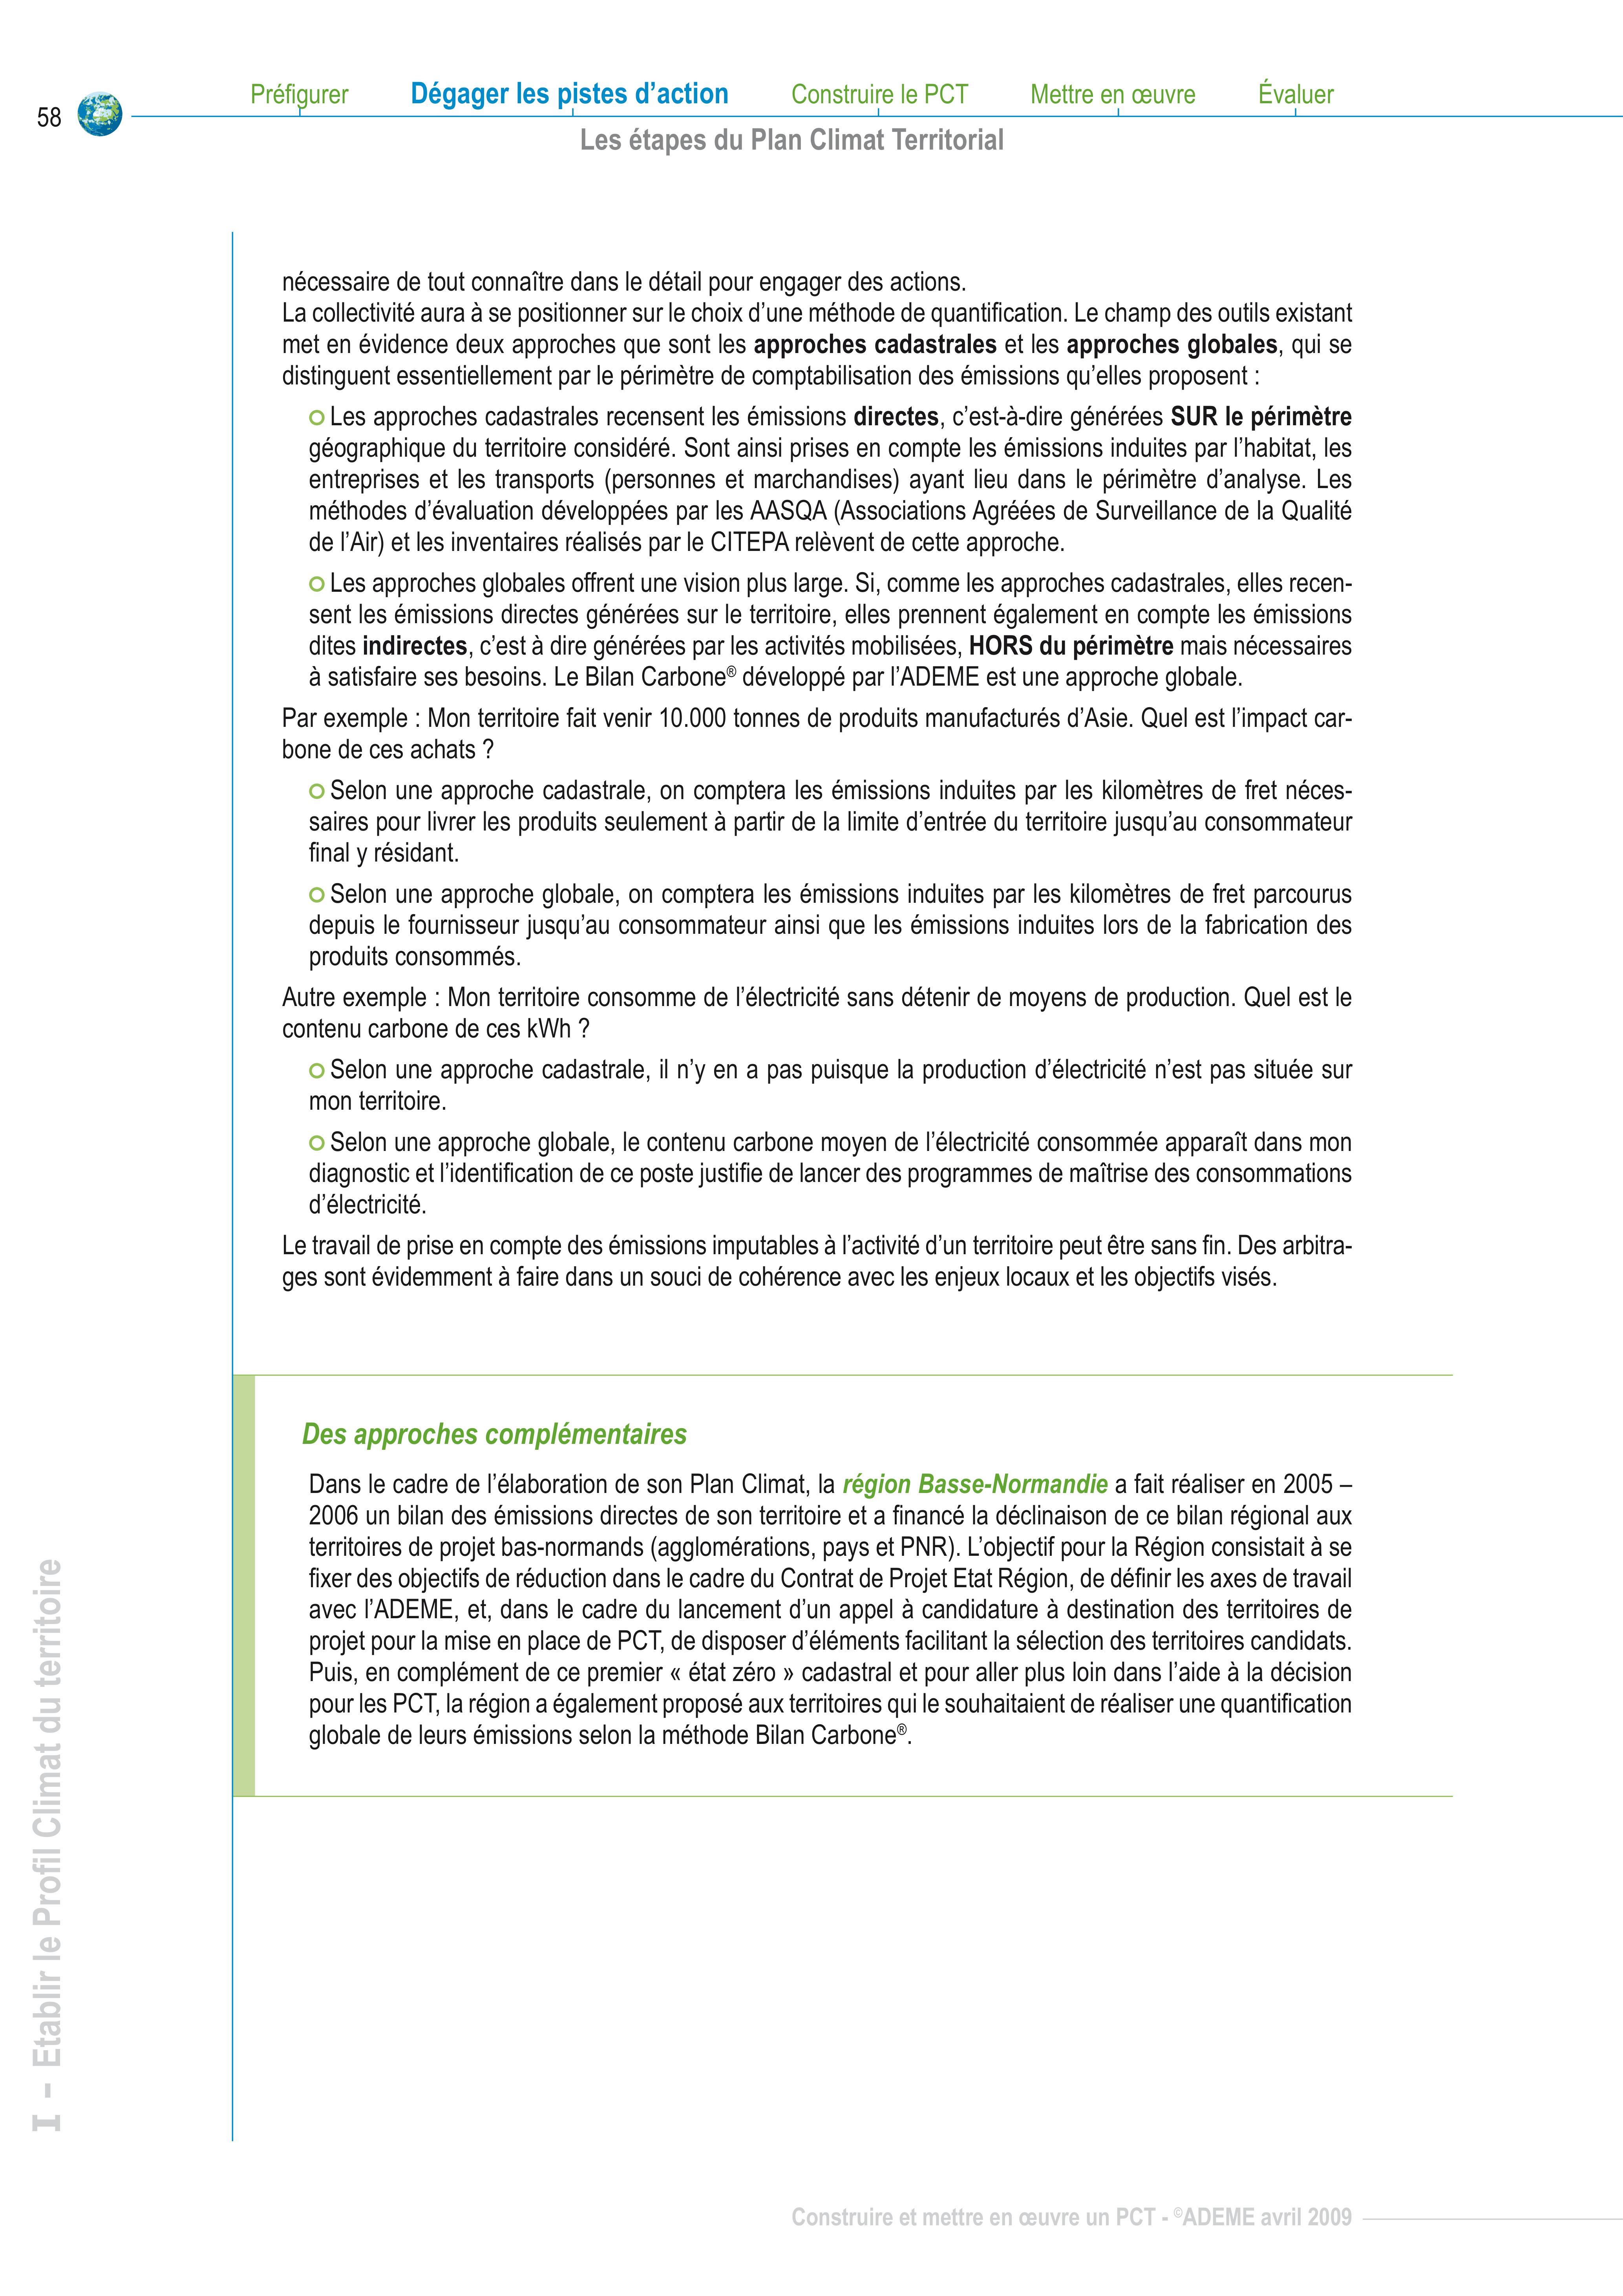 58
Préfigurer Dégager les pistes d’action Construire le PCT Mettre en œuvre Évaluer
Les étapes du Plan Climat Territorial
nécessaire de tout connaître dans le détail pour engager des actions.
La collectivité aura à se positionner sur le choix d’une méthode de quantification. Le champ des outils existant
met en évidence deux approches que sont les approches cadastrales et les approches globales, qui se
distinguent essentiellement par le périmètre de comptabilisation des émissions qu’elles proposent :
Les approches cadastrales recensent les émissions directes, c’est-à-dire générées SUR le périmètre
géographique du territoire considéré. Sont ainsi prises en compte les émissions induites par l’habitat, les
entreprises et les transports (personnes et marchandises) ayant lieu dans le périmètre d’analyse. Les
méthodes d’évaluation développées par les AASQA (Associations Agréées de Surveillance de la Qualité
de l’Air) et les inventaires réalisés par le CITEPA relèvent de cette approche.
Les approches globales offrent une vision plus large. Si, comme les approches cadastrales, elles recen-
sent les émissions directes générées sur le territoire, elles prennent également en compte les émissions
dites indirectes, c’est à dire générées par les activités mobilisées, HORS du périmètre mais nécessaires
à satisfaire ses besoins. Le Bilan Carbone® développé par l’ADEME est une approche globale.
Par exemple : Mon territoire fait venir 10.000 tonnes de produits manufacturés d’Asie. Quel est l’impact car-
bone de ces achats ?
Selon une approche cadastrale, on comptera les émissions induites par les kilomètres de fret néces-
saires pour livrer les produits seulement à partir de la limite d’entrée du territoire jusqu’au consommateur
final y résidant.
Selon une approche globale, on comptera les émissions induites par les kilomètres de fret parcourus
depuis le fournisseur jusqu’au consommateur ainsi que les émissions induites lors de la fabrication des
produits consommés.
Autre exemple : Mon territoire consomme de l’électricité sans détenir de moyens de production. Quel est le
contenu carbone de ces kWh ?
Selon une approche cadastrale, il n’y en a pas puisque la production d’électricité n’est pas située sur
mon territoire.
Selon une approche globale, le contenu carbone moyen de l’électricité consommée apparaît dans mon
diagnostic et l’identification de ce poste justifie de lancer des programmes de maîtrise des consommations
d’électricité.
Le travail de prise en compte des émissions imputables à l’activité d’un territoire peut être sans fin. Des arbitra-
ges sont évidemment à faire dans un souci de cohérence avec les enjeux locaux et les objectifs visés.
Des approches complémentaires
Dans le cadre de l’élaboration de son Plan Climat, la région Basse-Normandie a fait réaliser en 2005 –
2006 un bilan des émissions directes de son territoire et a financé la déclinaison de ce bilan régional aux
territoires de projet bas-normands (agglomérations, pays et PNR). L’objectif pour la Région consistait à se
fixer des objectifs de réduction dans le cadre du Contrat de Projet Etat Région, de définir les axes de travail
avec l’ADEME, et, dans le cadre du lancement d’un appel à candidature à destination des territoires de
projet pour la mise en place de PCT, de disposer d’éléments facilitant la sélection des territoires candidats.
Puis, en complément de ce premier « état zéro » cadastral et pour aller plus loin dans l’aide à la décision
pour les PCT, la région a également proposé aux territoires qui le souhaitaient de réaliser une quantification
globale de leurs émissions selon la méthode Bilan Carbone®.
I - Etablir le Profil Climat du territoire
Construire et mettre en œuvre un PCT - ©ADEME avril 2009